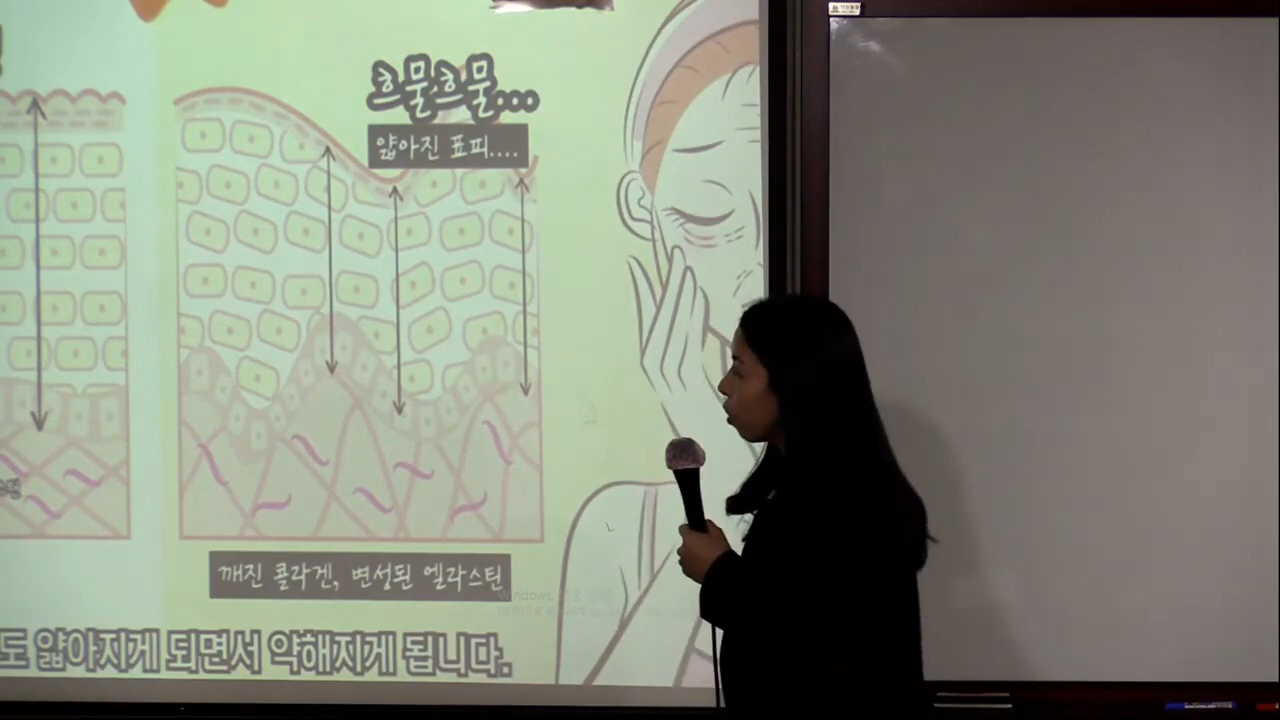 흐물흐물...
얇아진 표피....
깨진 콜라겐, 변성된 엘라스틴
도 얇아지게 되면서 약해지게 됩니다.